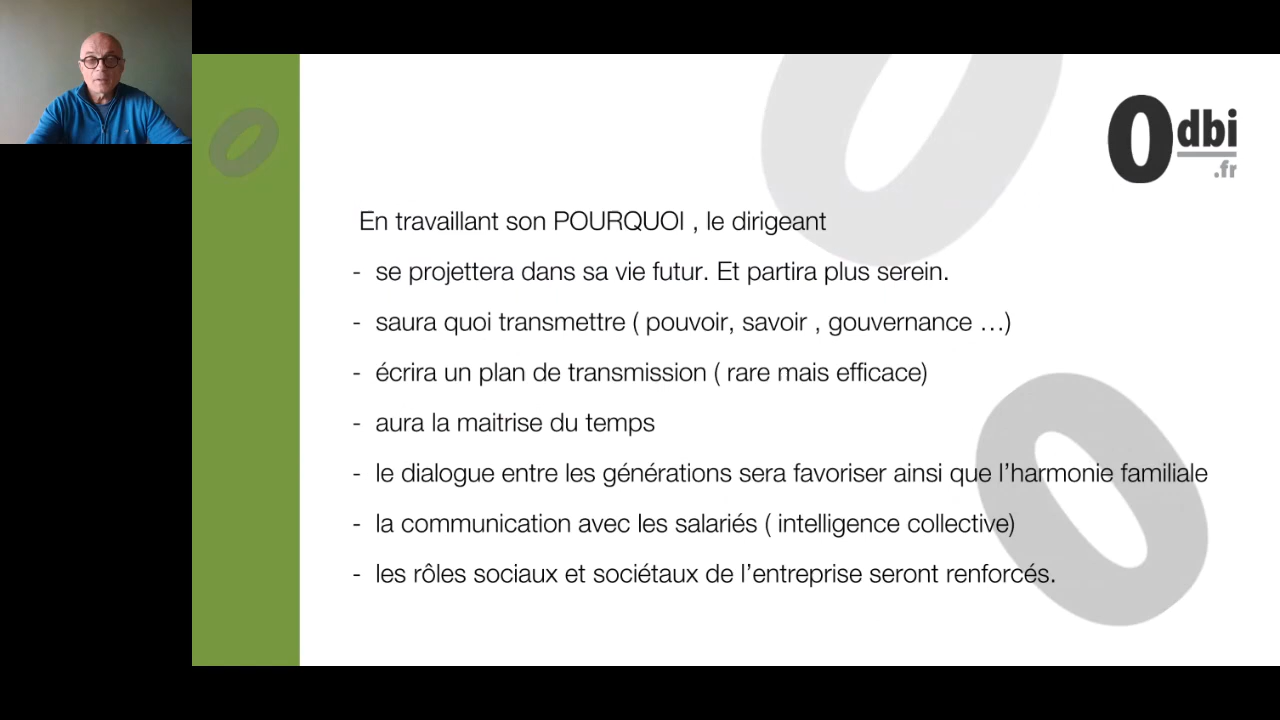 Odbi
.fr
En travaillant son POURQUOI , le dirigeant
- se projettera dans sa vie futur. Et partira plus serein.
- saura quoi transmettre ( pouvoir, savoir , gouvernance …)
- écrira un plan de transmission ( rare mais efficace)
- aura la maitrise du temps
- le dialogue entre les générations sera favoriser ainsi que l’harmonie familiale
- la communication avec les salariés ( intelligence collective)
- les rôles sociaux et sociétaux de l’entreprise seront renforcés.